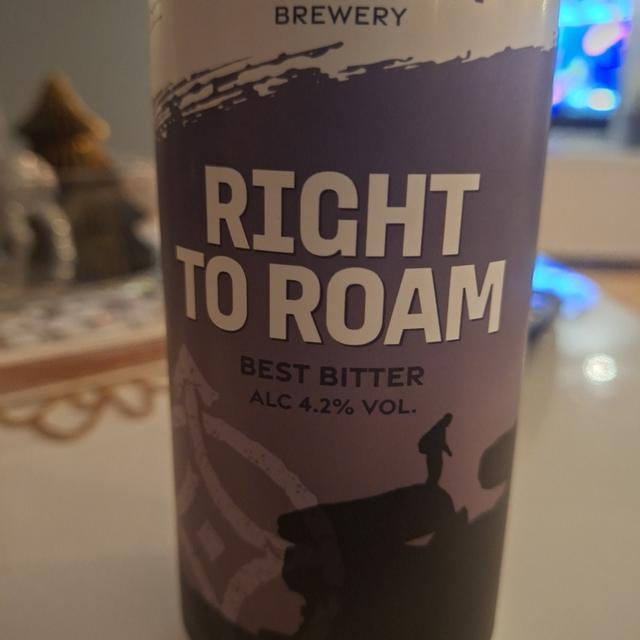 BREWERY
RIGHT
TO ROAM
BEST BITTER
ALC 4.2% VOL.